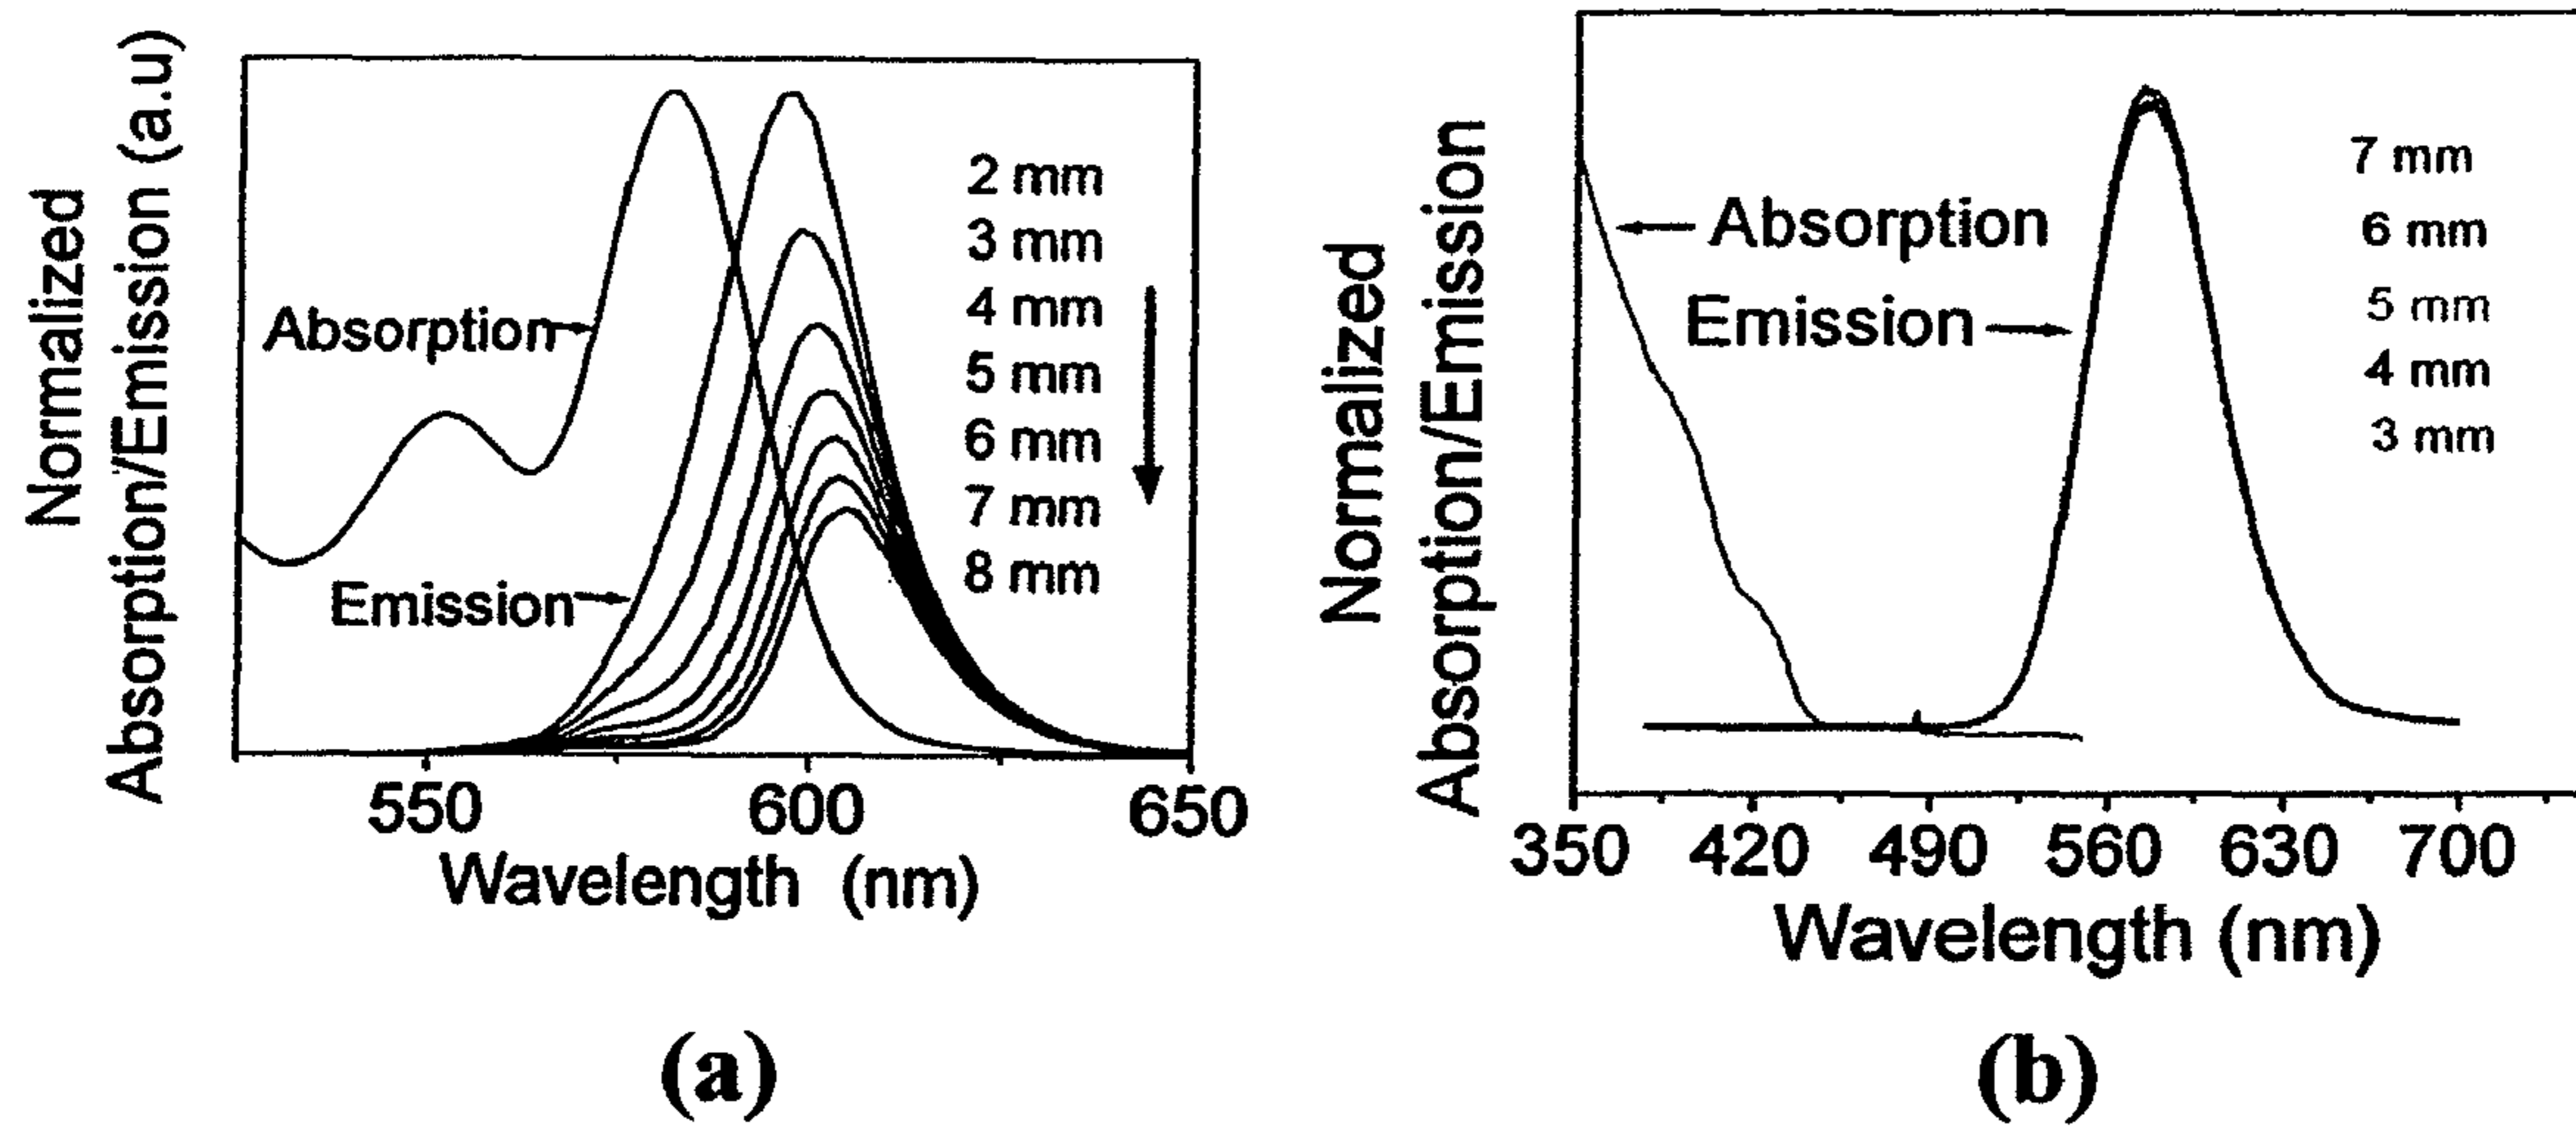 Normalized
Absorption/Emission (a.u)
Absorption
Emission
2 mm
3 mm
4 mm
5 mm
6 mm
7 mm
8 mm
550 600 650
Wavelength (nm)
(a)
Normalized
Absorption/Emission
Absorption
Emission
7 mm
6 mm
5 mm
4 mm
3 mm
350 420 490 560 630 700
Wavelength (nm)
(b)